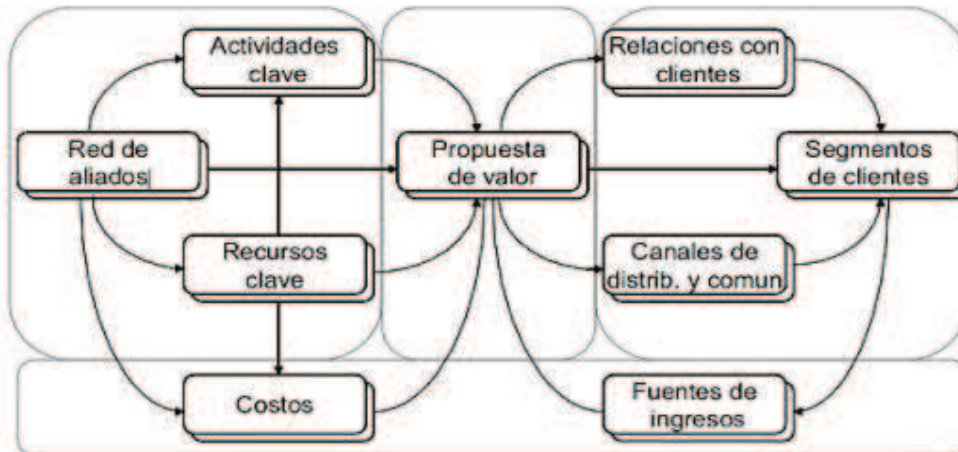 Actividades
clave
Relaciones con
clientes
Red de
aliados
Propuesta
de valor
Segmentos
de clientes
Recursos
clave
Canales de
distrib. y comun.
Costos
Fuentes de
ingresos